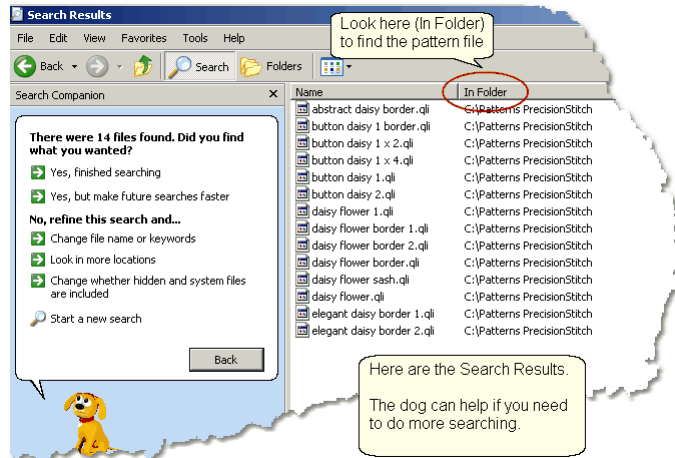 Search Results
Look here (In Folder)
to find the pattern file
File Edit View Favorites Tools Help
Back Search Folders
Search Companion
Name In Folder
There were 14 files found. Did you find
what you wanted?
Yes, finished searching
Yes, but make future searches faster
No, refine this search and...
Change file name or keywords
Look in more locations
Change whether hidden and system files
are included
Start a new search
Back
abstract daisy border.qli C:\Patterns PrecisionStitch
button daisy 1 border.qli C:\Patterns PrecisionStitch
button daisy 1 x 2.qli C:\Patterns PrecisionStitch
button daisy 1 x 4.qli C:\Patterns PrecisionStitch
button daisy 1.qli C:\Patterns PrecisionStitch
button daisy 2.qli C:\Patterns PrecisionStitch
daisy flower 1.qli C:\Patterns PrecisionStitch
daisy flower border 1.qli C:\Patterns PrecisionStitch
daisy flower border 2.qli C:\Patterns PrecisionStitch
daisy flower border.qli C:\Patterns PrecisionStitch
daisy flower sash.qli C:\Patterns PrecisionStitch
daisy flower.qli C:\Patterns PrecisionStitch
elegant daisy border 1.qli C:\Patterns PrecisionStitch
elegant daisy border 2.qli C:\Patterns PrecisionStitch
Here are the Search Results.
The dog can help if you need
to do more searching.